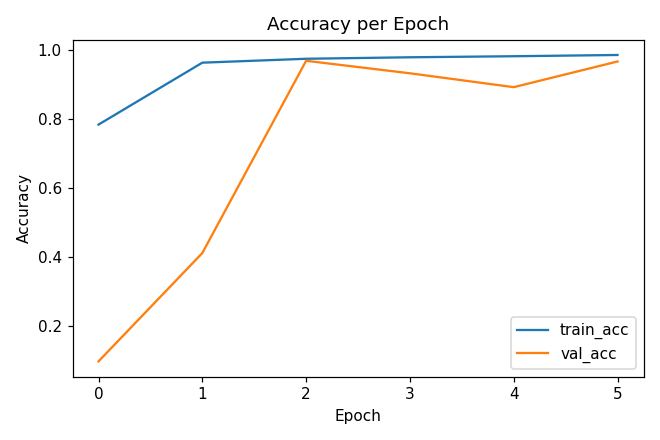 Accuracy per Epoch
1.0
0.8
0.6
0.4
0.2
Accuracy
train_acc
val_acc
0 1 2 3 4 5
Epoch